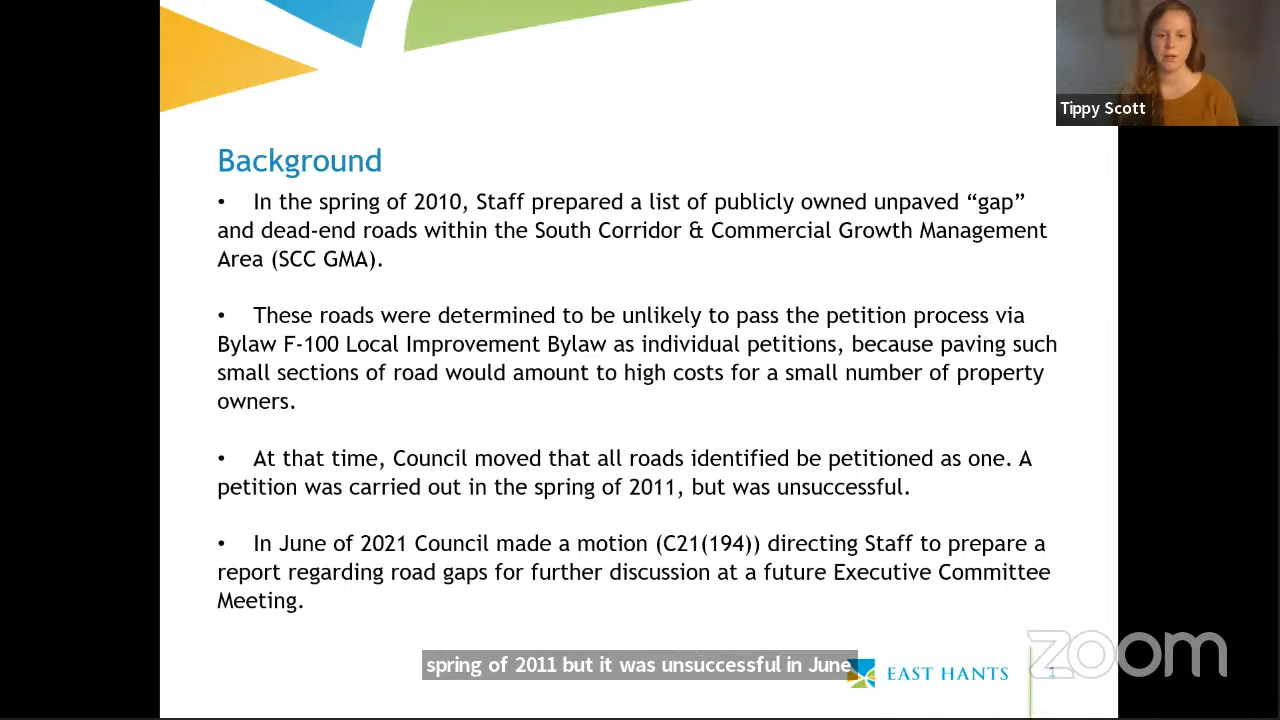 Tippy Scott
Background
• In the spring of 2010, Staff prepared a list of publicly owned unpaved “gap”
and dead-end roads within the South Corridor & Commercial Growth Management
Area (SCC GMA).
• These roads were determined to be unlikely to pass the petition process via
Bylaw F-100 Local Improvement Bylaw as individual petitions, because paving such
small sections of road would amount to high costs for a small number of property
owners.
• At that time, Council moved that all roads identified be petitioned as one. A
petition was carried out in the spring of 2011, but was unsuccessful.
• In June of 2021 Council made a motion (C21(194)) directing Staff to prepare a
report regarding road gaps for further discussion at a future Executive Committee
Meeting.
spring of 2011 but it was unsuccessful in June
EAST HANTS
1
zoom